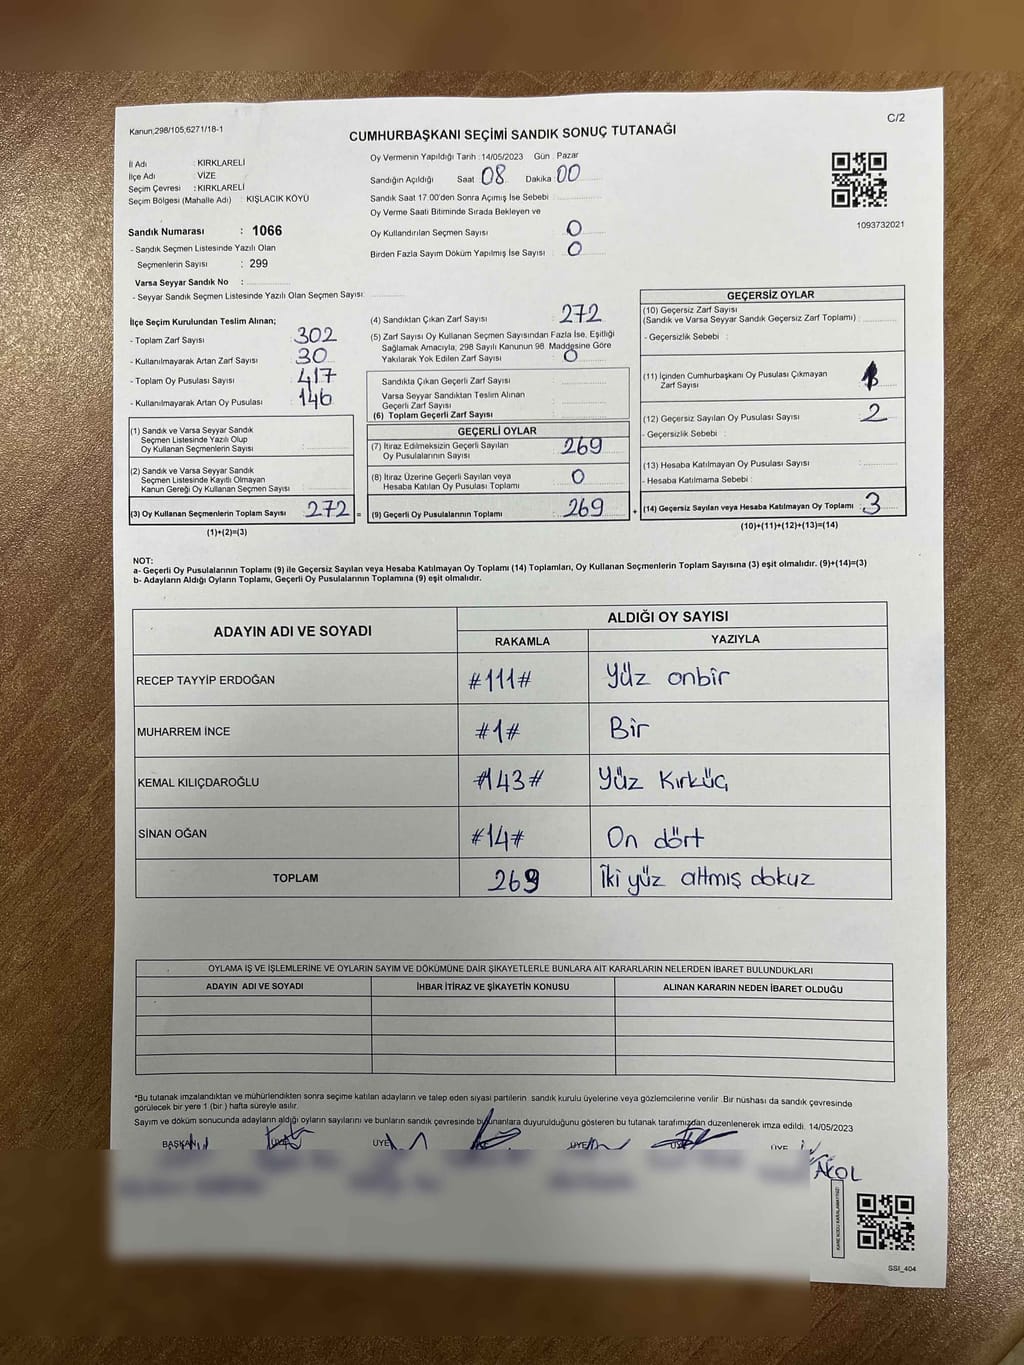 Kanun,298/105,6271/18-1
C/2
CUMHURBAŞKANI SEÇİMİ SANDIK SONUÇ TUTANAĞI
İl Adı : KIRKLARELİ
İlçe Adı : VİZE
Seçim Çevresi : KIRKLARELİ
Seçim Bölgesi (Mahalle Adı) : KIŞLACIK KÖYÜ
Oy Vermenin Yapıldığı Tarih : 14/05/2023 Gün : Pazar
Sandığın Açıldığı Saat 08 Dakika 00
Sandık Saat 17.00'den Sonra Açımış İse Sebebi :
Oy Verme Saati Bitiminde Sırada Bekleyen ve
Oy Kullandırılan Seçmen Sayısı : 0
Birden Fazla Sayım Döküm Yapılmış İse Sayısı : 0
1093732021
Sandık Numarası : 1066
- Sandık Seçmen Listesinde Yazılı Olan
Seçmenlerin Sayısı : 299
Varsa Seyyar Sandık No :
- Seyyar Sandık Seçmen Listesinde Yazılı Olan Seçmen Sayısı:
İlçe Seçim Kurulundan Teslim Alınan;
- Toplam Zarf Sayısı : 302
- Kullanılmayarak Artan Zarf Sayısı : 30
- Toplam Oy Pusulası Sayısı : 417
- Kullanılmayarak Artan Oy Pusulası : 146
(1) Sandık ve Varsa Seyyar Sandık
Seçmen Listesinde Yazılı Olup
Oy Kullanan Seçmenlerin Sayısı :
(2) Sandık ve Varsa Seyyar Sandık
Seçmen Listesinde Kayıtlı Olmayan
Kanun Gereği Oy Kullanan Seçmen Sayısı :
(3) Oy Kullanan Seçmenlerin Toplam Sayısı : 272 =
(1)+(2)=(3)
(4) Sandıktan Çıkan Zarf Sayısı : 272
(5) Zarf Sayısı Oy Kullanan Seçmen Sayısından Fazla İse, Eşitliği
Sağlamak Amacıyla; 298 Sayılı Kanunun 98. Maddesine Göre
Yakılarak Yok Edilen Zarf Sayısı : 0
Sandıkta Çıkan Geçerli Zarf Sayısı :
Varsa Seyyar Sandıktan Teslim Alınan
Geçerli Zarf Sayısı :
(6) Toplam Geçerli Zarf Sayısı :
GEÇERLİ OYLAR
(7) İtiraz Edilmeksizin Geçerli Sayılan
Oy Pusulalarının Sayısı : 269
(8) İtiraz Üzerine Geçerli Sayılan veya
Hesaba Katılan Oy Pusulası Toplamı : 0
(9) Geçerli Oy Pusulalarının Toplamı : 269 +
GEÇERSİZ OYLAR
(10) Geçersiz Zarf Sayısı
(Sandık ve Varsa Seyyar Sandık Geçersiz Zarf Toplamı) :
- Geçersizlik Sebebi :
(11) İçinden Cumhurbaşkanı Oy Pusulası Çıkmayan
Zarf Sayısı :
(12) Geçersiz Sayılan Oy Pusulası Sayısı : 2
- Geçersizlik Sebebi :
(13) Hesaba Katılmayan Oy Pusulası Sayısı :
- Hesaba Katılmama Sebebi :
(14) Geçersiz Sayılan veya Hesaba Katılmayan Oy Toplamı : 3
(10)+(11)+(12)+(13)=(14)
NOT:
a- Geçerli Oy Pusulalarının Toplamı (9) ile Geçersiz Sayılan veya Hesaba Katılmayan Oy Toplamı (14) Toplamları, Oy Kullanan Seçmenlerin Toplam Sayısına (3) eşit olmalıdır. (9)+(14)=(3)
b- Adayların Aldığı Oyların Toplamı, Geçerli Oy Pusulalarının Toplamına (9) eşit olmalıdır.
ADAYIN ADI VE SOYADI ALDIĞI OY SAYISI
RAKAMLA YAZIYLA
RECEP TAYYİP ERDOĞAN #111# Yüz onbir
MUHARREM İNCE #1# Bir
KEMAL KILIÇDAROĞLU #143# Yüz Kırküç
SİNAN OĞAN #14# On dört
TOPLAM 269 İki yüz altmış dokuz
OYLAMA İŞ VE İŞLEMLERİNE VE OYLARIN SAYIM VE DÖKÜMÜNE DAİR ŞİKAYETLERLE BUNLARA AİT KARARLARIN NELERDEN İBARET BULUNDUKLARI
ADAYIN ADI VE SOYADI İHBAR İTİRAZ VE ŞİKAYETİN KONUSU ALINAN KARARIN NEDEN İBARET OLDUĞU
*Bu tutanak imzalandıktan ve mühürlendikten sonra seçime katılan adayların ve talep eden siyasi partilerin sandık kurulu üyelerine veya gözlemcilerine verilir. Bir nüshası da sandık çevresinde
görülecek bir yere 1 (bir ) hafta süreyle asılır.
Sayım ve döküm sonucunda adayların aldığı oyların sayılarını ve bunların sandık çevresinde bulunanlara duyurulduğunu gösteren bu tutanak tarafımızdan düzenlenerek imza edildi. 14/05/2023
BAŞKAN ÜYE ÜYE ÜYE
AKOL
SSI_404